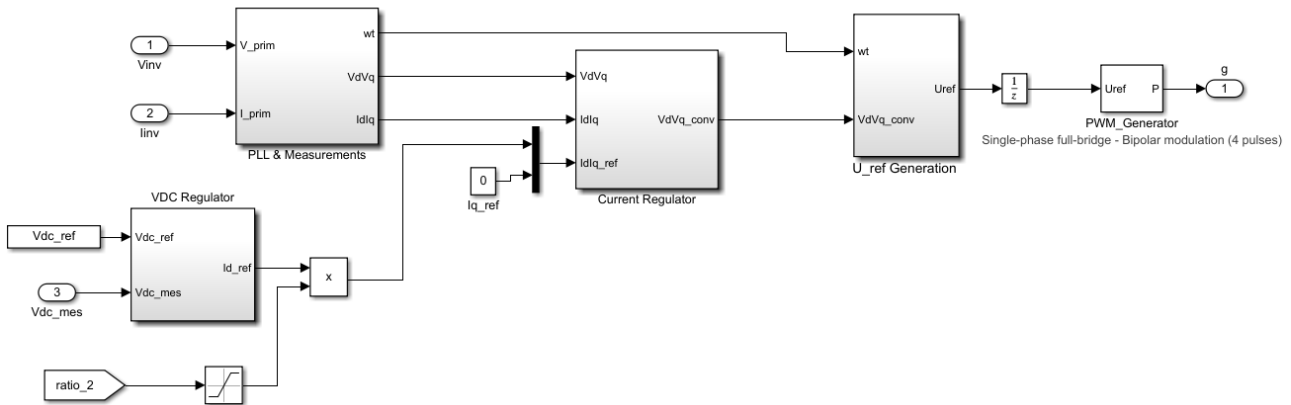 1
Vinv
2
Iinv
V_prim
I_prim
wt
VdVq
IdIq
PLL & Measurements
VdVq
IdIq
IdIq_ref
VdVq_conv
Current Regulator
0
Iq_ref
wt
VdVq_conv
Uref
U_ref Generation
1
z
Uref
P
PWM_Generator
Single-phase full-bridge - Bipolar modulation (4 pulses)
g
1
VDC Regulator
Vdc_ref
Vdc_ref
Vdc_mes
Id_ref
3
Vdc_mes
x
ratio_2